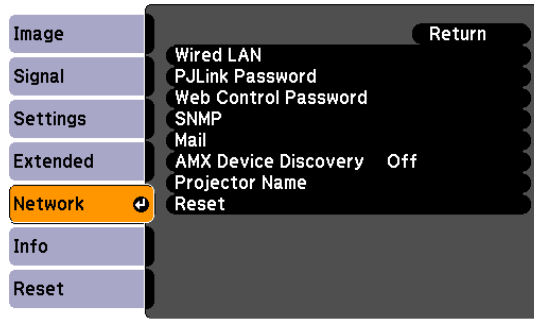 Image
Signal
Settings
Extended
Network
Info
Reset
Return
Wired LAN
PJLink Password
Web Control Password
SNMP
Mail
AMX Device Discovery Off
Projector Name
Reset